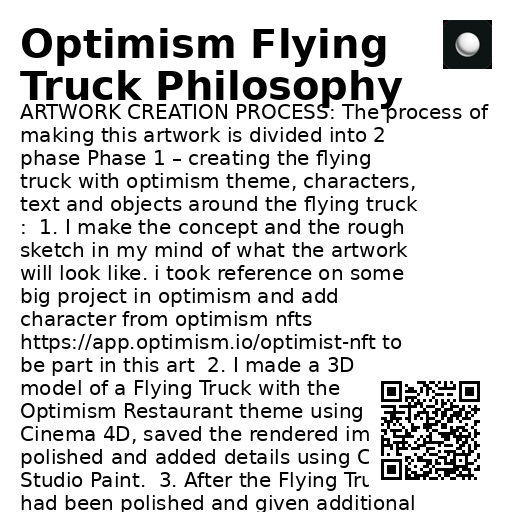 Optimism Flying
Truck Philosophy
ARTWORK CREATION PROCESS: The process of
making this artwork is divided into 2
phase Phase 1 – creating the flying
truck with optimism theme, characters,
text and objects around the flying truck
:  1. I make the concept and the rough
sketch in my mind of what the artwork
will look like. i took reference on some
big project in optimism and add
character from optimism nfts
https://app.optimism.io/optimist-nft to
be part in this art  2. I made a 3D
model of a Flying Truck with the
Optimism Restaurant theme using
Cinema 4D, saved the rendered im
polished and added details using C
Studio Paint.  3. After the Flying Tru
had been polished and given additional